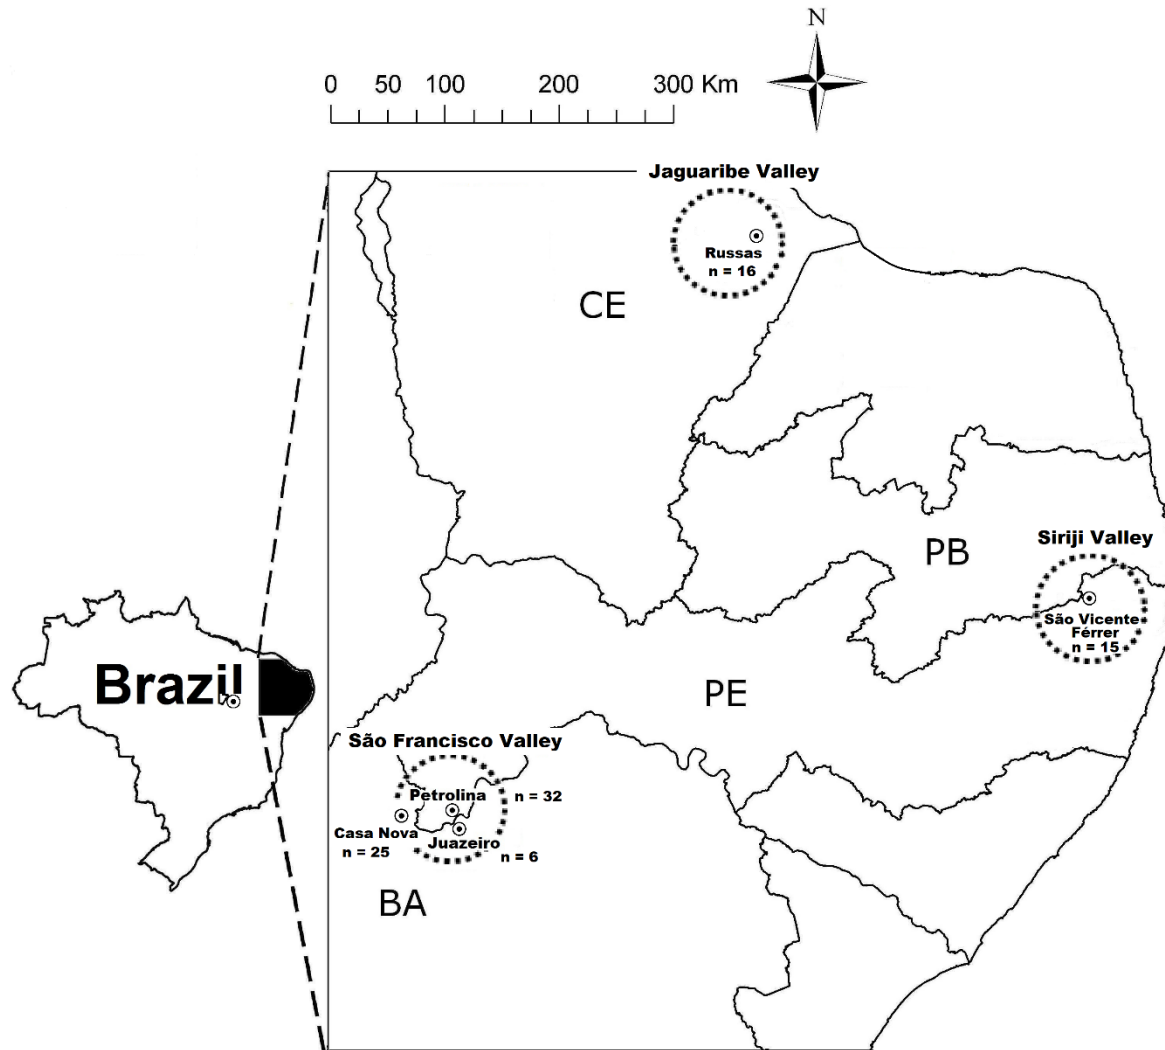 N
0 50 100 200 300 Km
Jaguaribe Valley
Russas
n = 16
CE
Siriji Valley
PB
São Vicente
Férrer
n = 15
Brazil
PE
São Francisco Valley
Petrolina
n = 32
Casa Nova
n = 25
Juazeiro
n = 6
BA